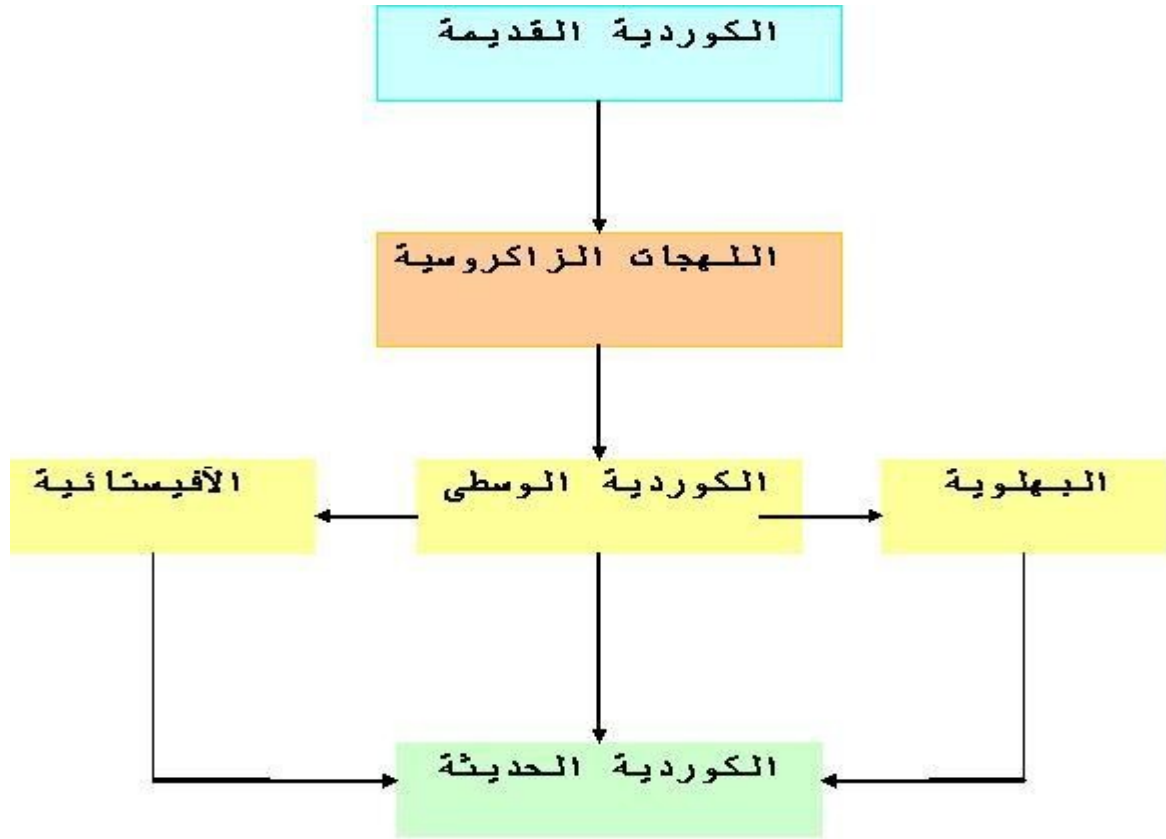 الكوردية القديمة
اللهجات الزاكروسية
البهلوية
الكوردية الوسطى
الآفيستائية
الكوردية الحديثة